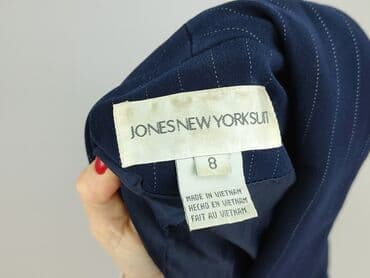 JONES NEW YORK SUIT
8
MADE IN VIETNAM
HECHO EN VIETNAM
FAIT AU VIETNAM